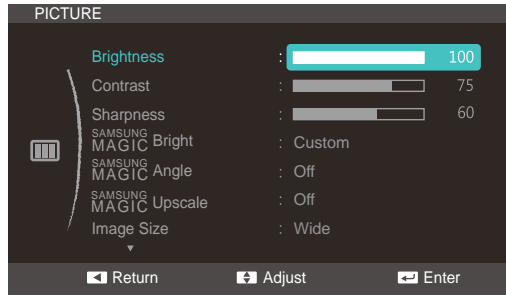 PICTURE
Brightness : 100
Contrast : 75
Sharpness : 60
SAMSUNG MAGIC Bright : Custom
SAMSUNG MAGIC Angle : Off
SAMSUNG MAGIC Upscale : Off
Image Size : Wide
Return Adjust Enter